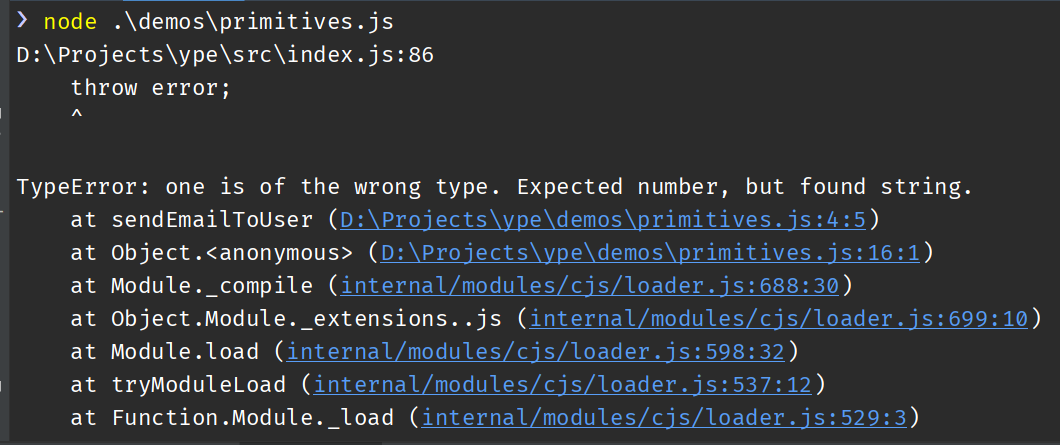 ❯ node .\demos\primitives.js
D:\Projects\ype\src\index.js:86
    throw error;
    ^

TypeError: one is of the wrong type. Expected number, but found string.
    at sendEmailToUser (D:\Projects\ype\demos\primitives.js:4:5)
    at Object.<anonymous> (D:\Projects\ype\demos\primitives.js:16:1)
    at Module._compile (internal/modules/cjs/loader.js:688:30)
    at Object.Module._extensions..js (internal/modules/cjs/loader.js:699:10)
    at Module.load (internal/modules/cjs/loader.js:598:32)
    at tryModuleLoad (internal/modules/cjs/loader.js:537:12)
    at Function.Module._load (internal/modules/cjs/loader.js:529:3)